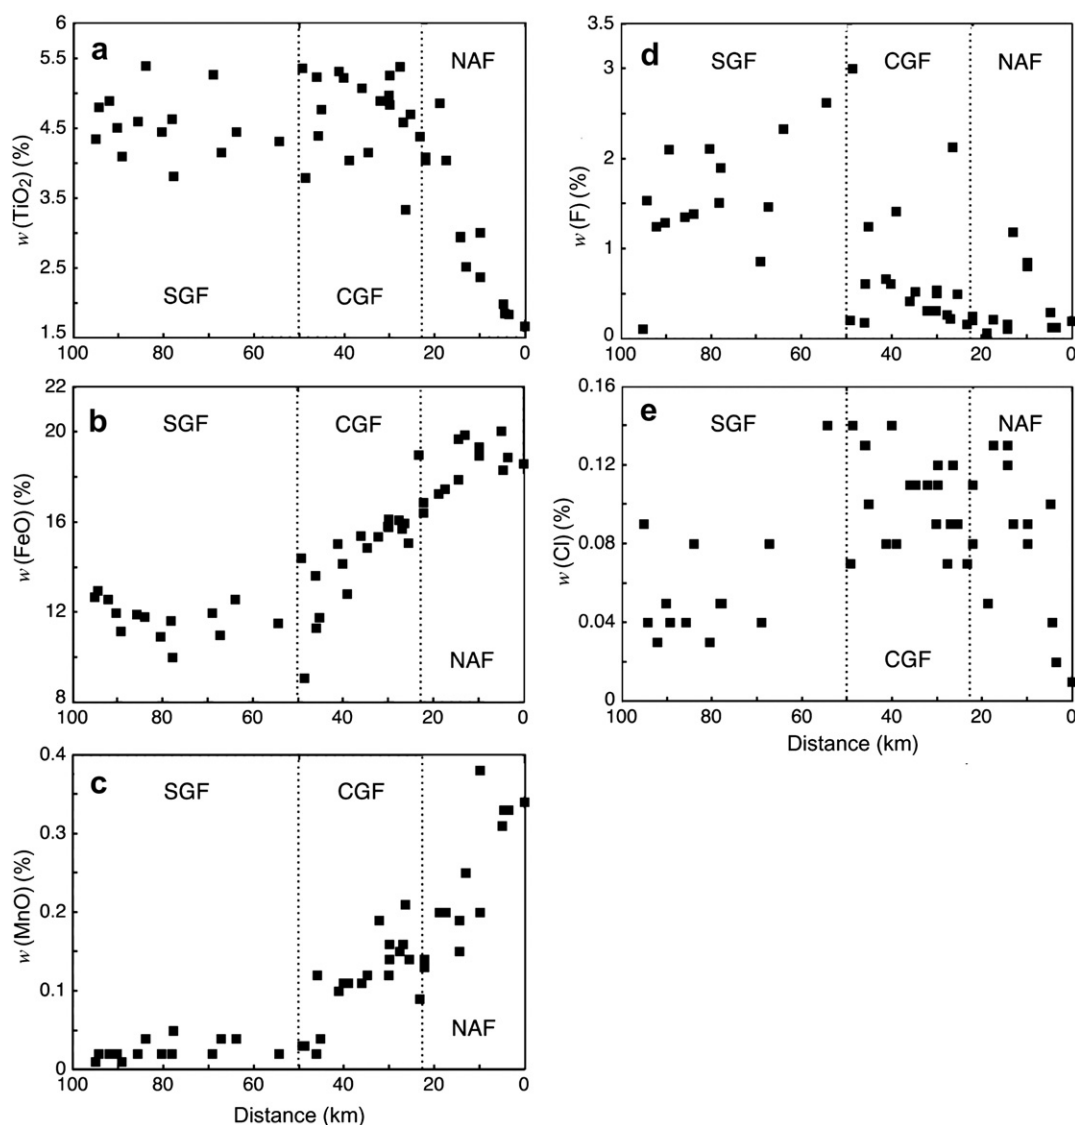 a
NAF
SGF
CGF
w (TiO2) (%)
6
5.5
4.5
3.5
2.5
1.5
100
80
60
40
20
0
d
SGF
CGF
NAF
w (F) (%)
3.5
3
2
1
0
100
80
60
40
20
0
b
SGF
CGF
NAF
w (FeO) (%)
22
20
16
12
8
100
80
60
40
20
0
e
SGF
NAF
CGF
w (Cl) (%)
0.16
0.12
0.08
0.04
0
100
80
60
40
20
0
Distance (km)
c
SGF
CGF
NAF
w (MnO) (%)
0.4
0.3
0.2
0.1
0
100
80
60
40
20
0
Distance (km)